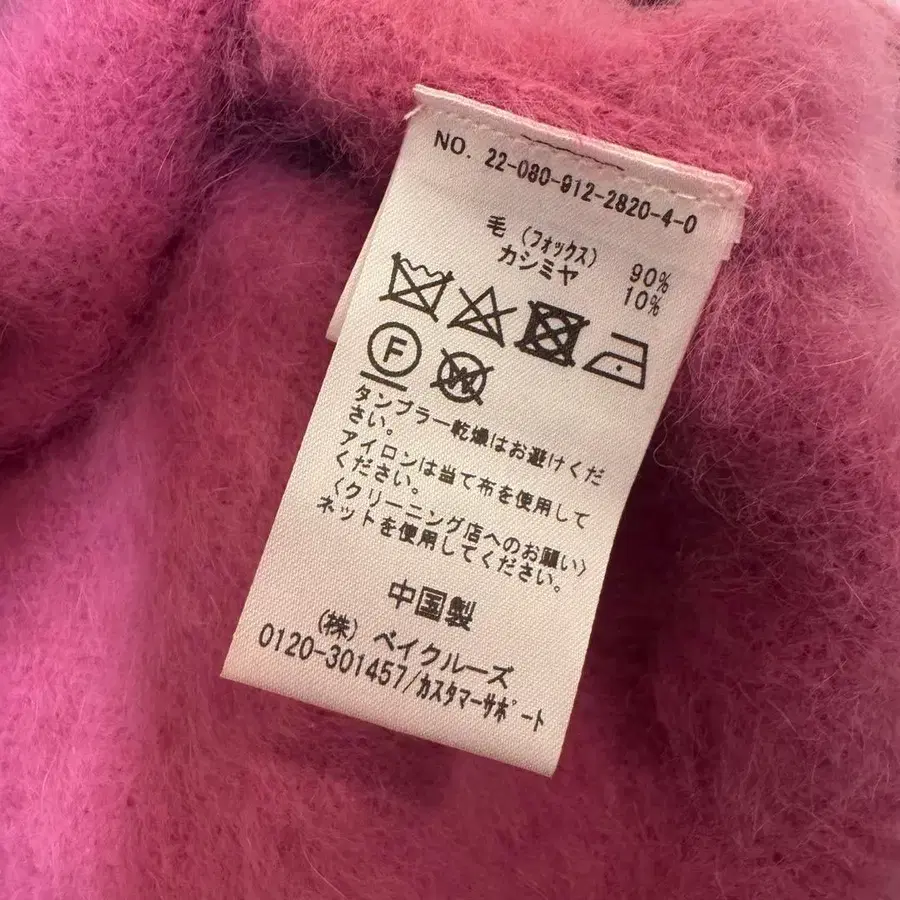 NO. 22-080-912-2820-4-0
毛 (フォックス) 90%
カシミヤ 10%
F
W
タンブラー乾燥はお避けくだ
さい。
アイロンは当て布を使用して
ください。
〈クリーニング店へのお願い〉
ネットを使用してください。
中国製
(株) ベイクルーズ
0120-301457/カスタマーサポート